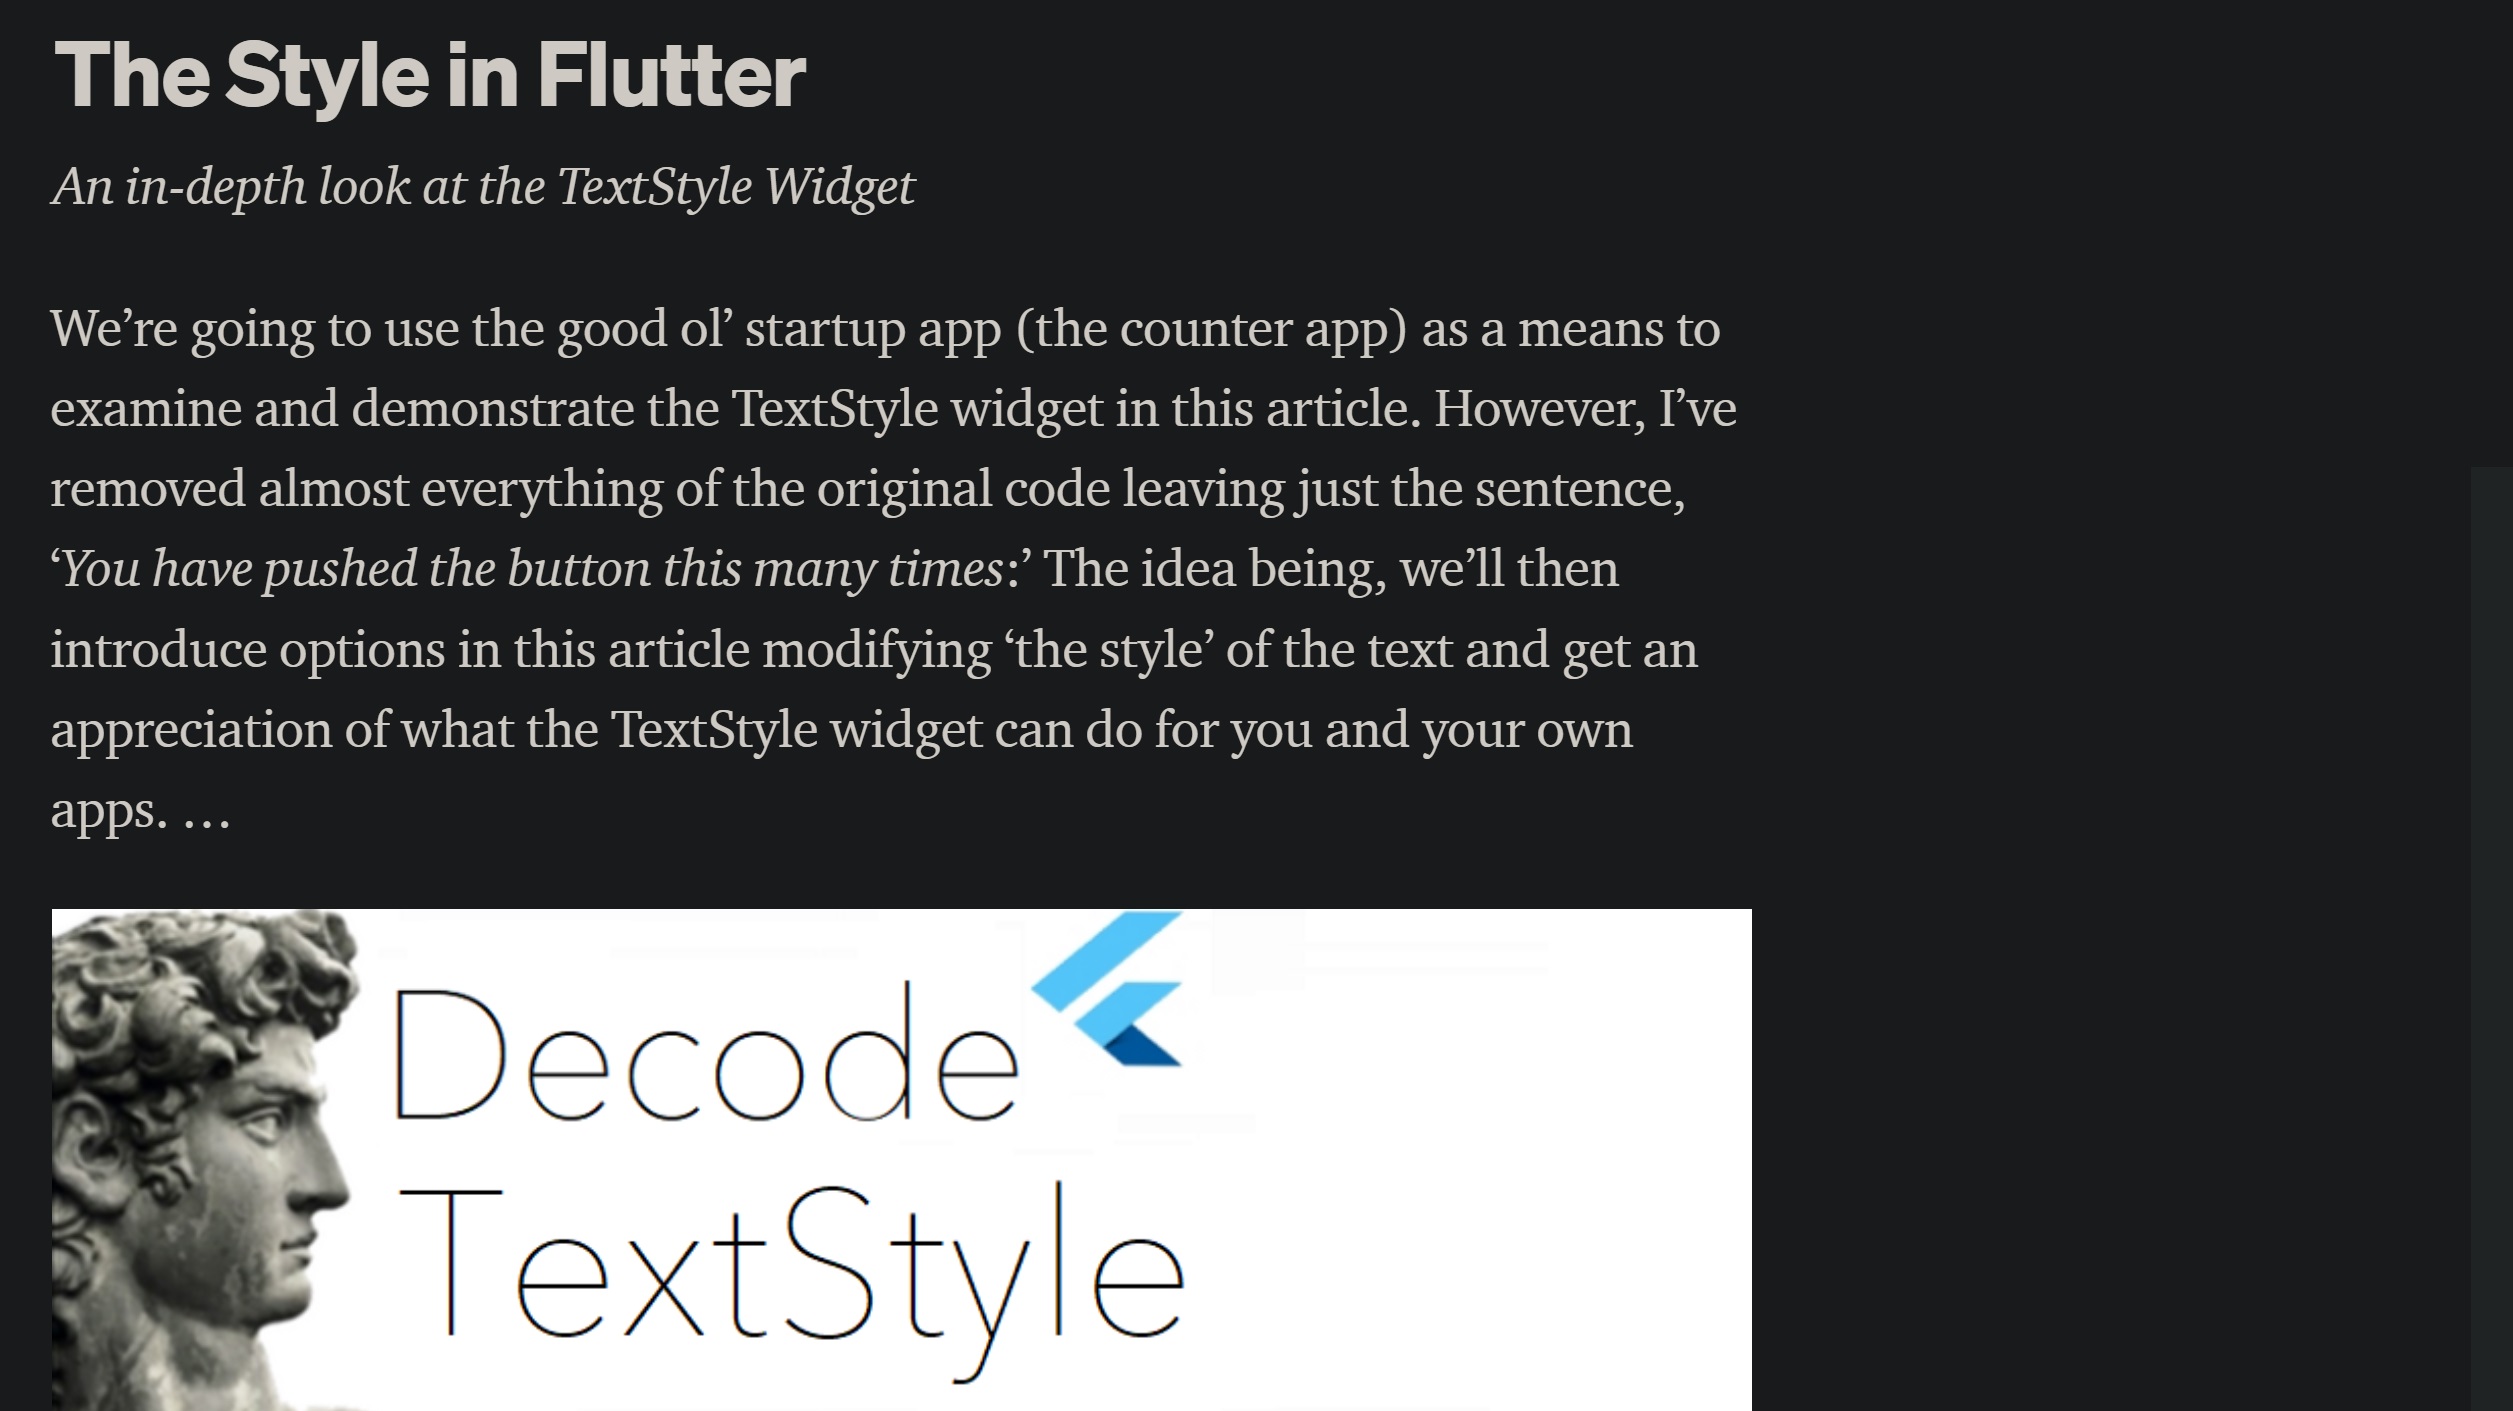 The Style in Flutter
An in-depth look at the TextStyle Widget
We’re going to use the good ol’ startup app (the counter app) as a means to
examine and demonstrate the TextStyle widget in this article. However, I’ve
removed almost everything of the original code leaving just the sentence,
‘You have pushed the button this many times:’ The idea being, we’ll then
introduce options in this article modifying ‘the style’ of the text and get an
appreciation of what the TextStyle widget can do for you and your own
apps. …
Decode
TextStyle